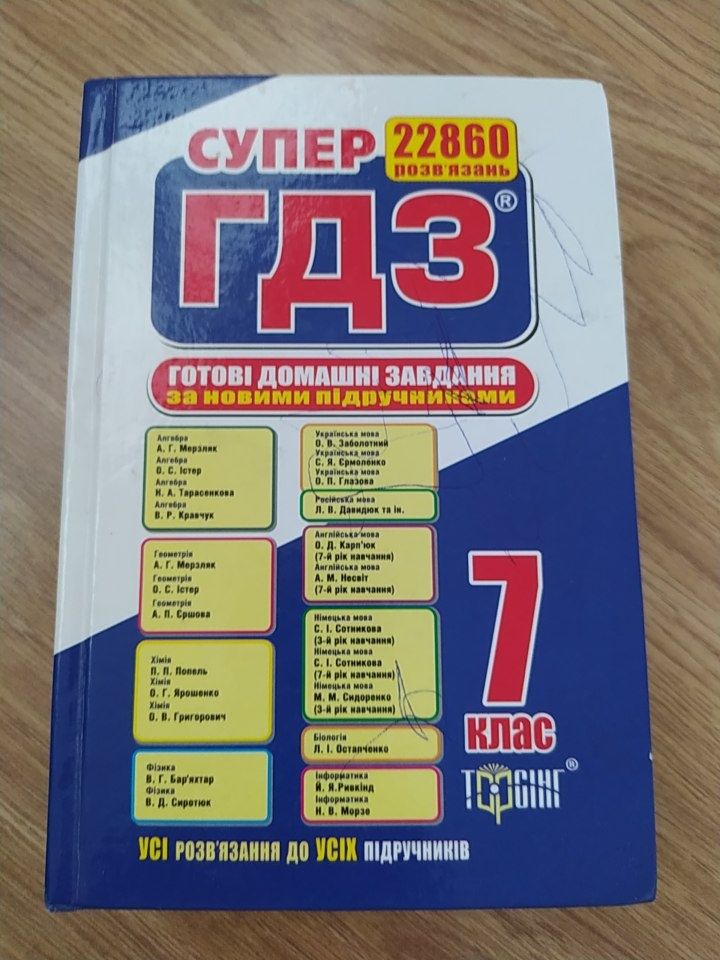 СУПЕР
22860
розв'язань
ГДЗ®
ГОТОВІ ДОМАШНІ ЗАВДАННЯ
за новими підручниками
Алгебра
А. Г. Мерзляк
Алгебра
О. С. Істер
Алгебра
Н. А. Тарасенкова
Алгебра
В. Р. Кравчук
Геометрія
А. Г. Мерзляк
Геометрія
О. С. Істер
Геометрія
А. П. Єршова
Хімія
П. П. Попель
Хімія
О. Г. Ярошенко
Хімія
О. В. Григорович
Фізика
В. Г. Бар'яхтар
Фізика
В. Д. Сиротюк
Українська мова
О. В. Заболотний
Українська мова
С. Я. Єрмоленко
Українська мова
О. П. Глазова
Російська мова
Л. В. Давидюк та ін.
Англійська мова
О. Д. Карп'юк
(7-й рік навчання)
Англійська мова
А. М. Несвіт
(7-й рік навчання)
Німецька мова
С. І. Сотникова
(3-й рік навчання)
Німецька мова
С. І. Сотникова
(7-й рік навчання)
Німецька мова
М. М. Сидоренко
(3-й рік навчання)
Біологія
Л. І. Остапченко
Інформатика
Й. Я.Ривкінд
Інформатика
Н. В. Морзе
7
клас
ТОРСІНГ®
УСІ РОЗВ'ЯЗАННЯ ДО УСІХ ПІДРУЧНИКІВ